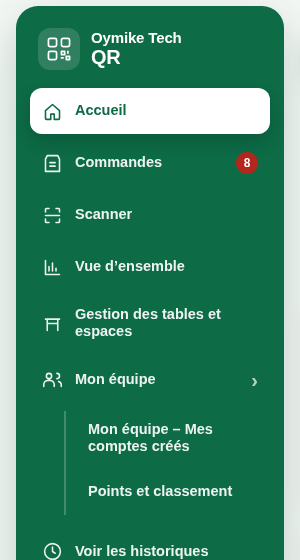 Oymike Tech
QR
Accueil
Commandes
8
Scanner
Vue d’ensemble
Gestion des tables et
espaces
Mon équipe
Mon équipe – Mes
comptes créés
Points et classement
Voir les historiques